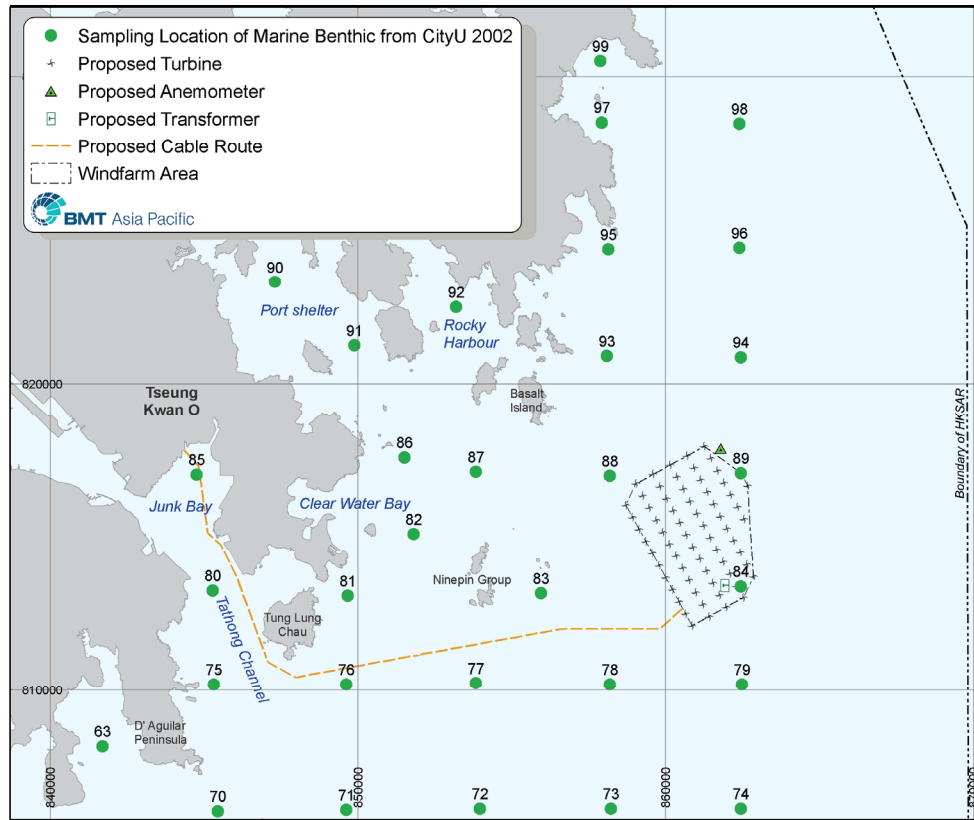 Sampling Location of Marine Benthic from CityU 2002
Proposed Turbine
Proposed Anemometer
Proposed Transformer
Proposed Cable Route
Windfarm Area
BMT Asia Pacific
99
97
98
95
96
90
Port shelter
92
Rocky
Harbour
91
93
94
820000
Tseung
Kwan O
Basalt
Island
Boundary of HKSAR
86
87
88
89
85
Junk Bay
Clear Water Bay
82
80
81
Ninepin Group
83
84
Tathong Channel
Tung Lung
Chau
75
76
77
78
79
810000
63
D' Aguilar
Peninsula
840000
850000
860000
70
71
72
73
74